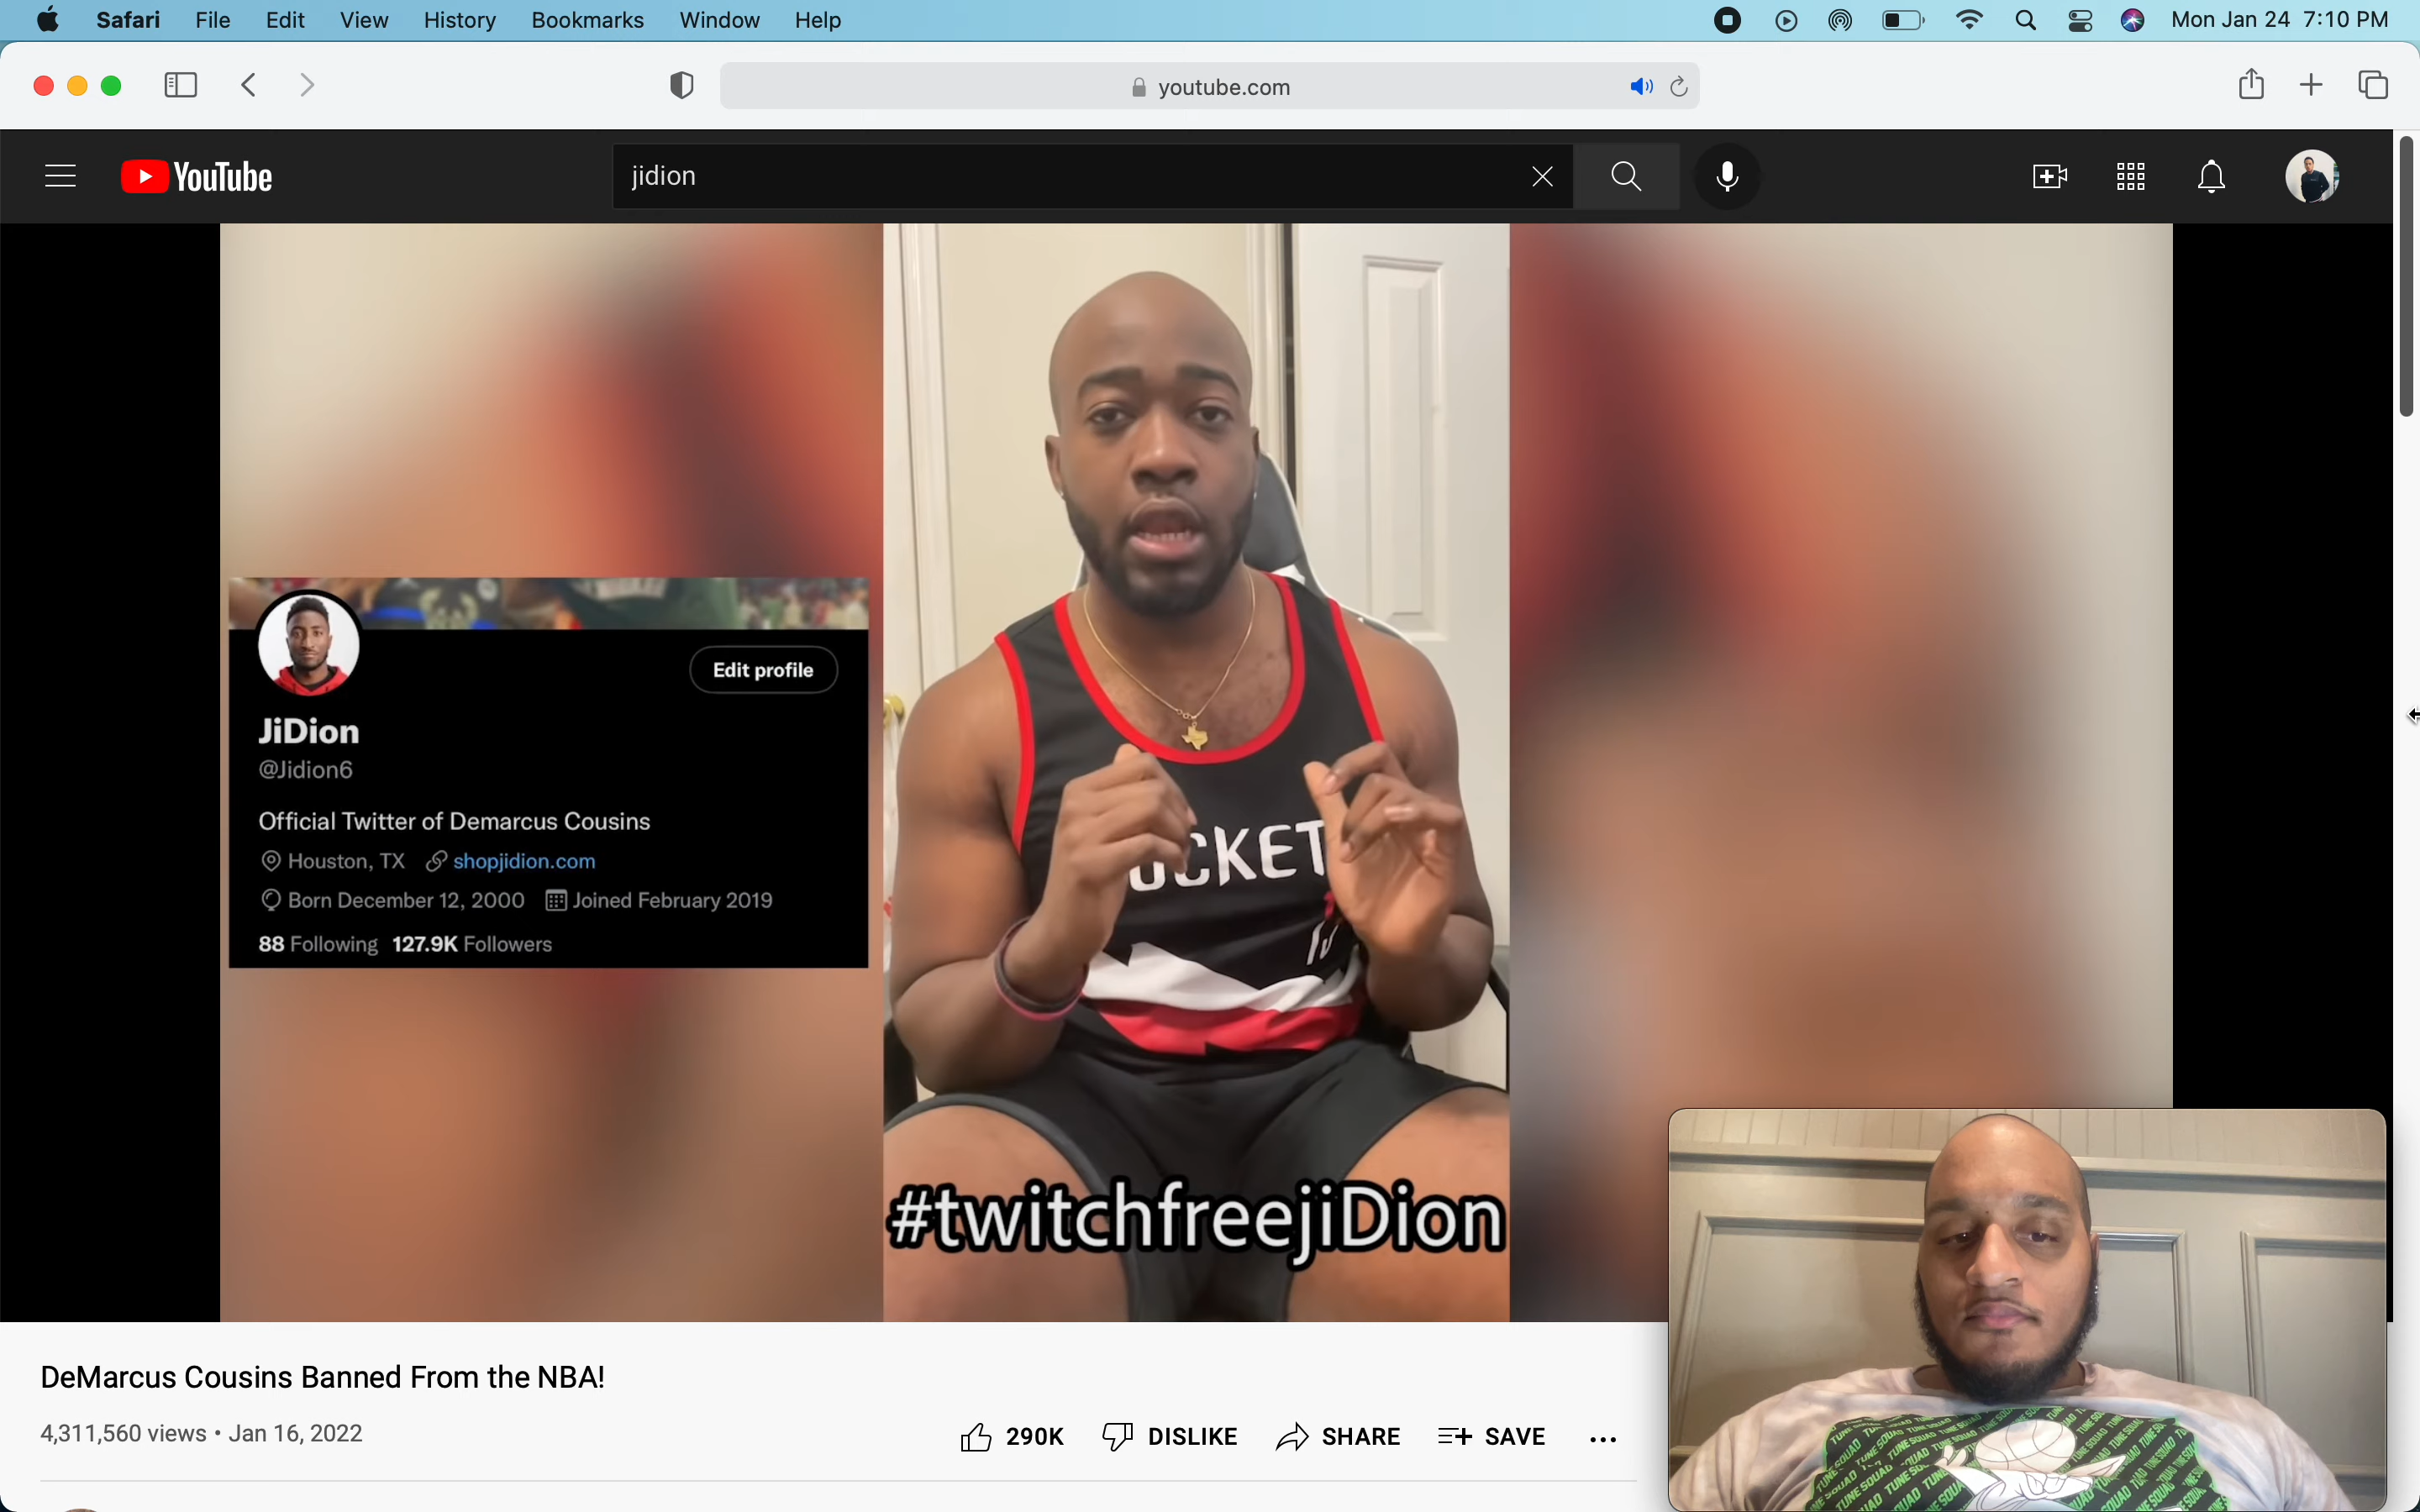 Safari File Edit View History Bookmarks Window Help Mon Jan 24 7:10 PM
youtube.com
YouTube jidion
Edit profile
JiDion
@Jidion6
Official Twitter of Demarcus Cousins
Houston, TX shopjidion.com
Born December 12, 2000 Joined February 2019
88 Following 127.9K Followers
#twitchfreejiDion
DeMarcus Cousins Banned From the NBA!
4,311,560 views • Jan 16, 2022
290K DISLIKE SHARE SAVE
TUNE SQUAD